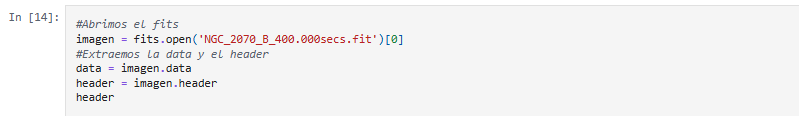 In [14]:
#Abrimos el fits
imagen = fits.open('NGC_2070_B_400.000secs.fit')[0]
#Extraemos la data y el header
data = imagen.data
header = imagen.header
header